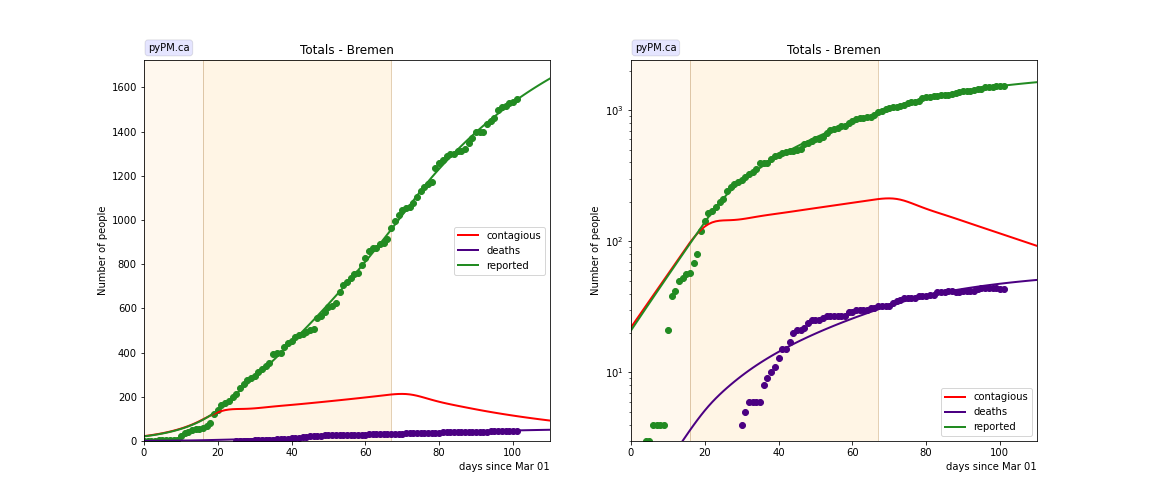 pyPM.ca
Totals - Bremen
Number of people
1600
1400
1200
1000
800
600
400
200
0
0 20 40 60 80 100
days since Mar 01
contagious
deaths
reported
pyPM.ca
Totals - Bremen
Number of people
10³
10²
10¹
0 20 40 60 80 100
days since Mar 01
contagious
deaths
reported